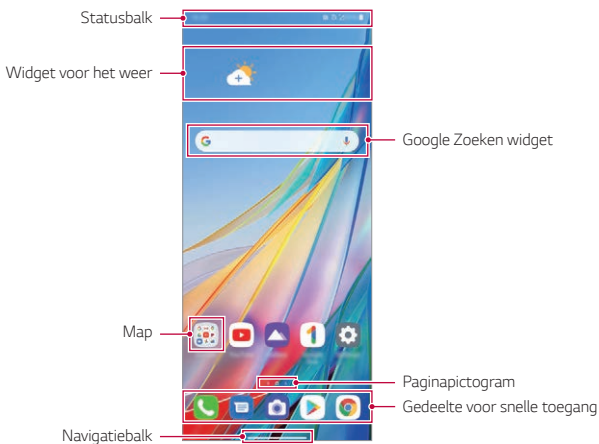 Statusbalk
Widget voor het weer
Google Zoeken widget
Map
Paginapictogram
Gedeelte voor snelle toegang
Navigatiebalk